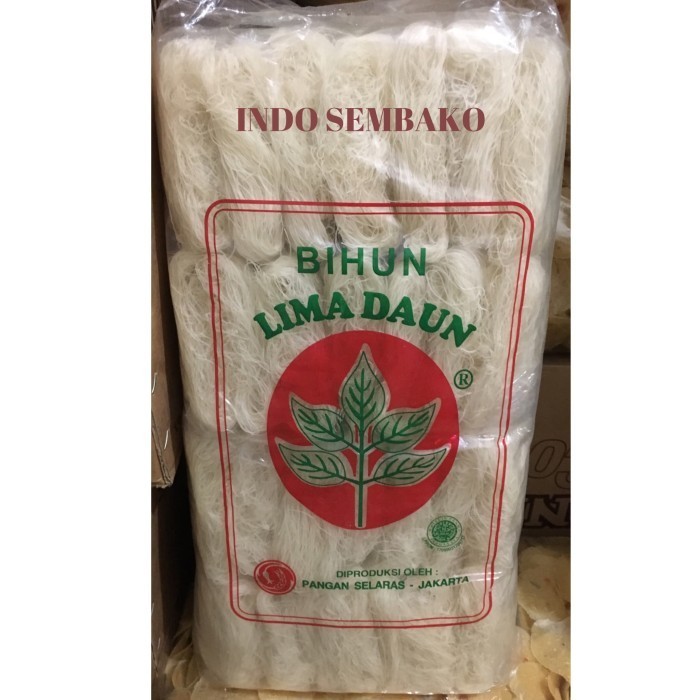 INDO SEMBAKO
BIHUN
LIMA DAUN
®
DIPRODUKSI OLEH :
PANGAN SELARAS - JAKARTA